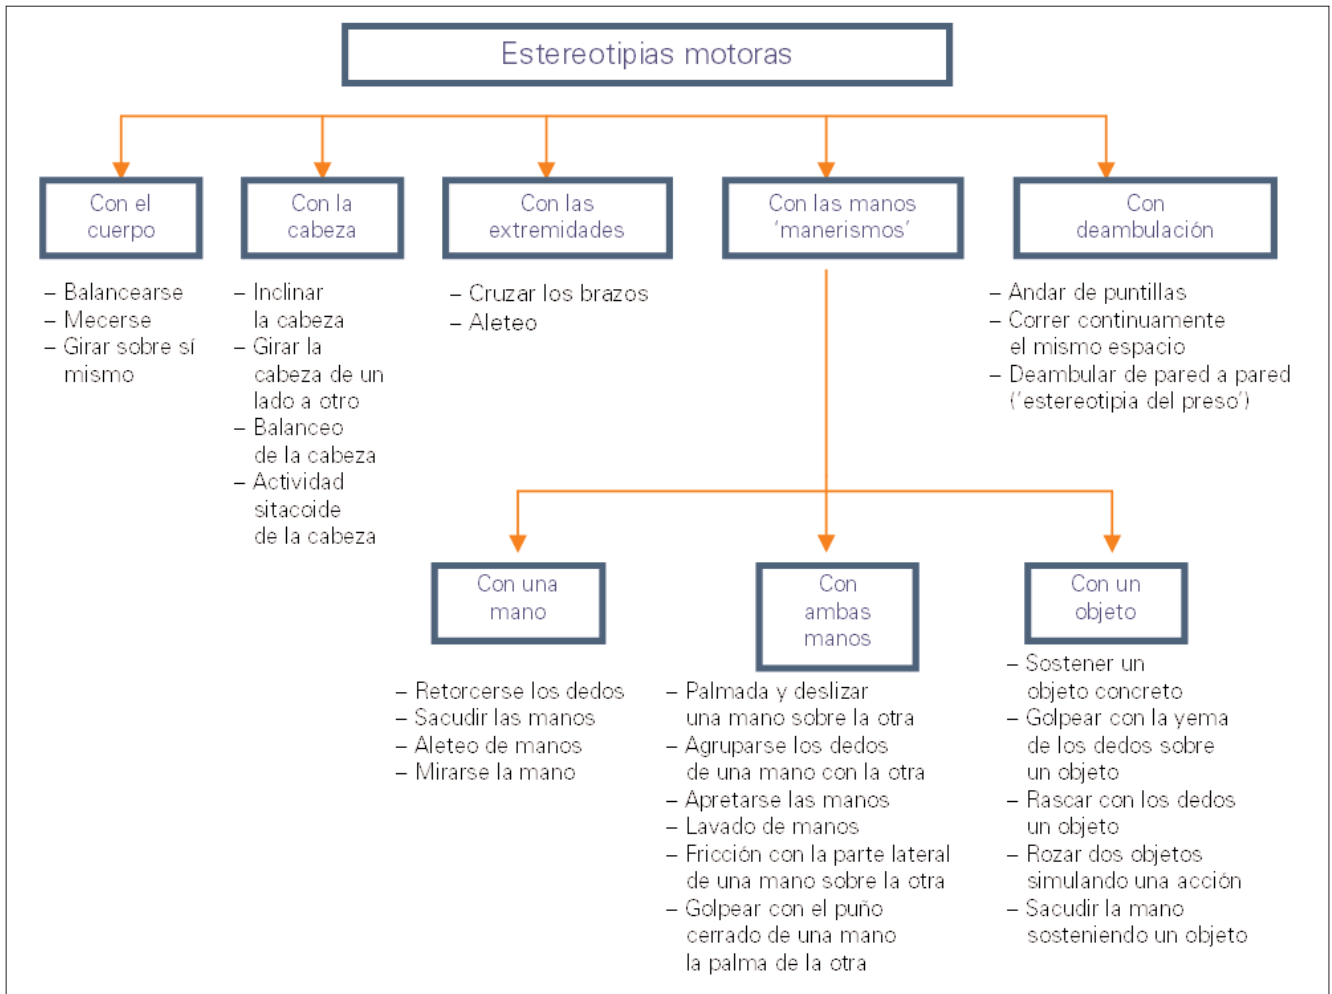 Estereotipias motoras
Con el
cuerpo
– Balancearse
– Mecerse
– Girar sobre sí
mismo
Con la
cabeza
– Inclinar
la cabeza
– Girar la
cabeza de un
lado a otro
– Balanceo
de la cabeza
– Actividad
sitacoide
de la cabeza
Con las
extremidades
– Cruzar los brazos
– Aleteo
Con las manos
‘manerismos’
Con
deambulación
– Andar de puntillas
– Correr continuamente
el mismo espacio
– Deambular de pared a pared
(‘estereotipia del preso’)
Con una
mano
– Retorcerse los dedos
– Sacudir las manos
– Aleteo de manos
– Mirarse la mano
Con
ambas
manos
– Palmada y deslizar
una mano sobre la otra
– Agruparse los dedos
de una mano con la otra
– Apretarse las manos
– Lavado de manos
– Fricción con la parte lateral
de una mano sobre la otra
– Golpear con el puño
cerrado de una mano
la palma de la otra
Con un
objeto
– Sostener un
objeto concreto
– Golpear con la yema
de los dedos sobre
un objeto
– Rascar con los dedos
un objeto
– Rozar dos objetos
simulando una acción
– Sacudir la mano
sosteniendo un objeto